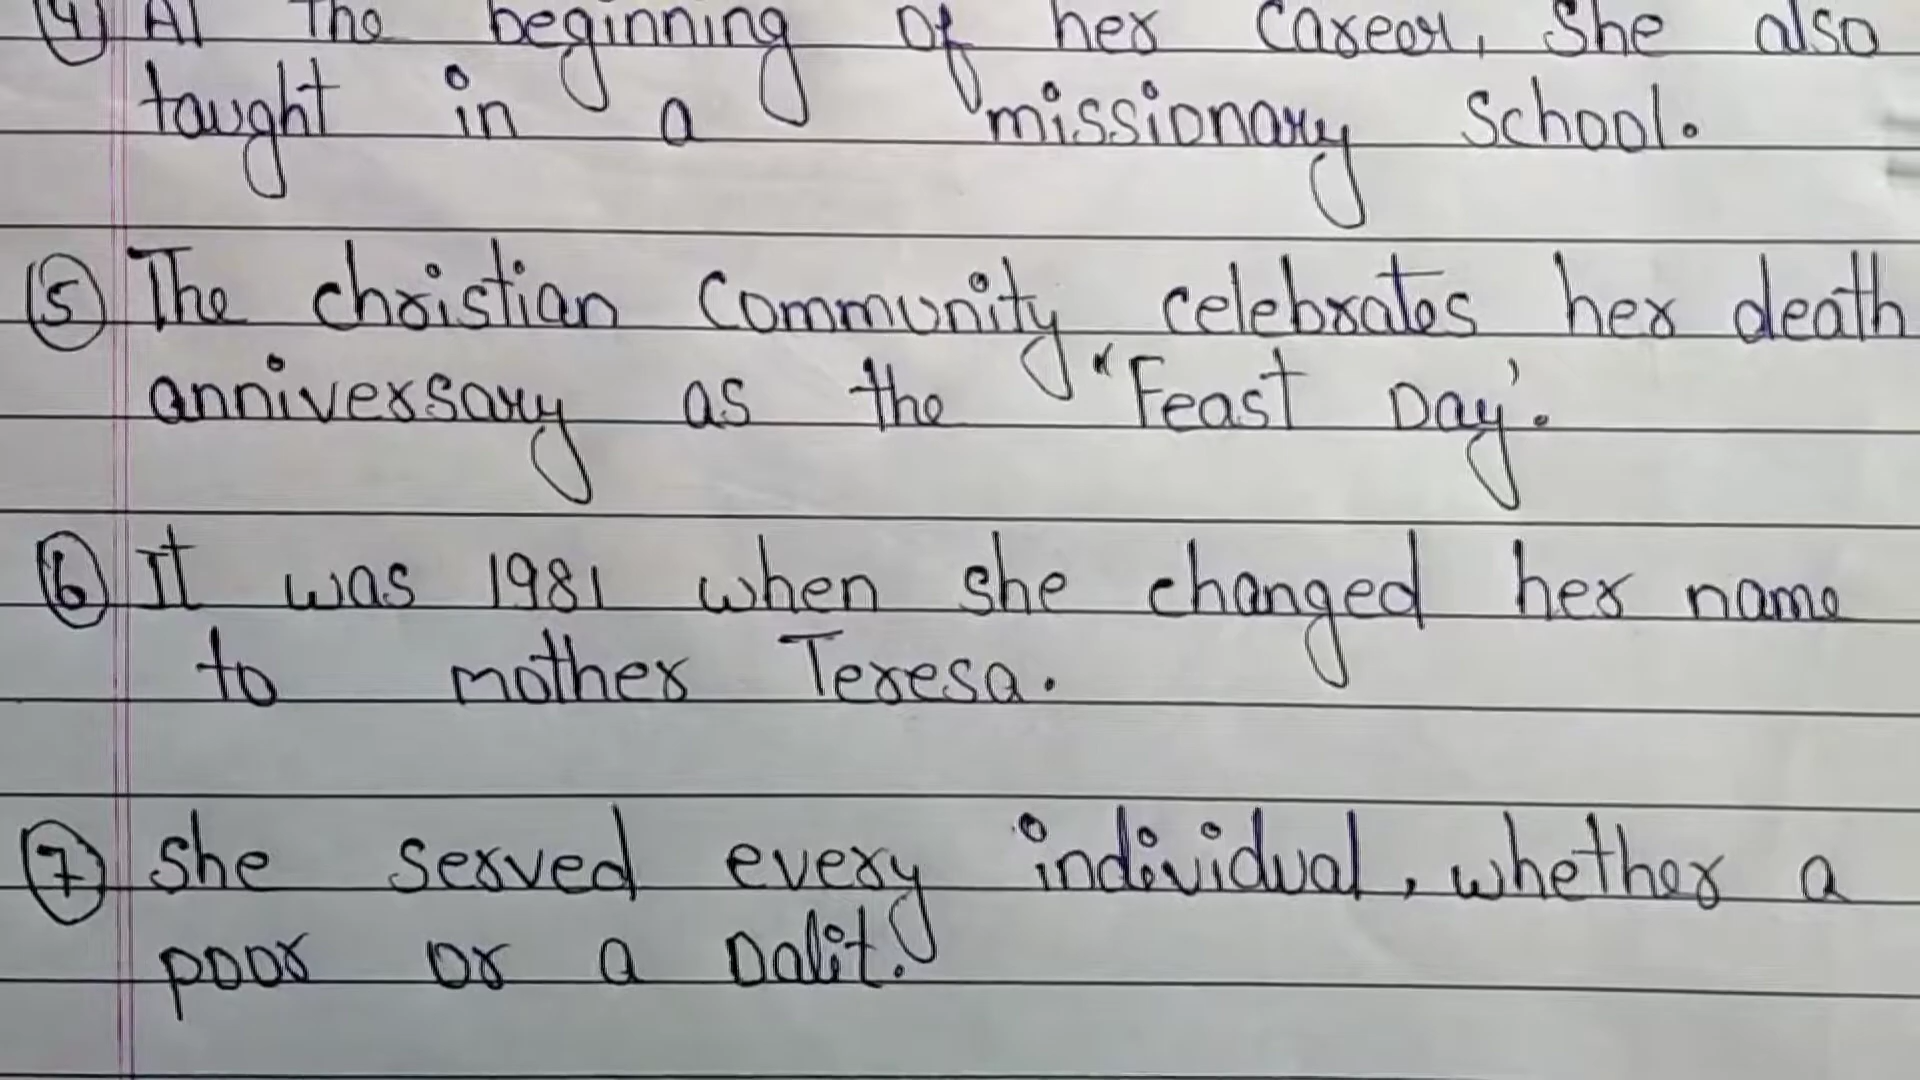 (4) At the beginning of her career, She also
taught in a missionary School.
(5) The christian Community celebrates her death
anniversary as the "Feast Day'.
(6) It was 1981 when she changed her name
to mother Teresa.
(7) She served every individual, whether a
poor or a Dalit.